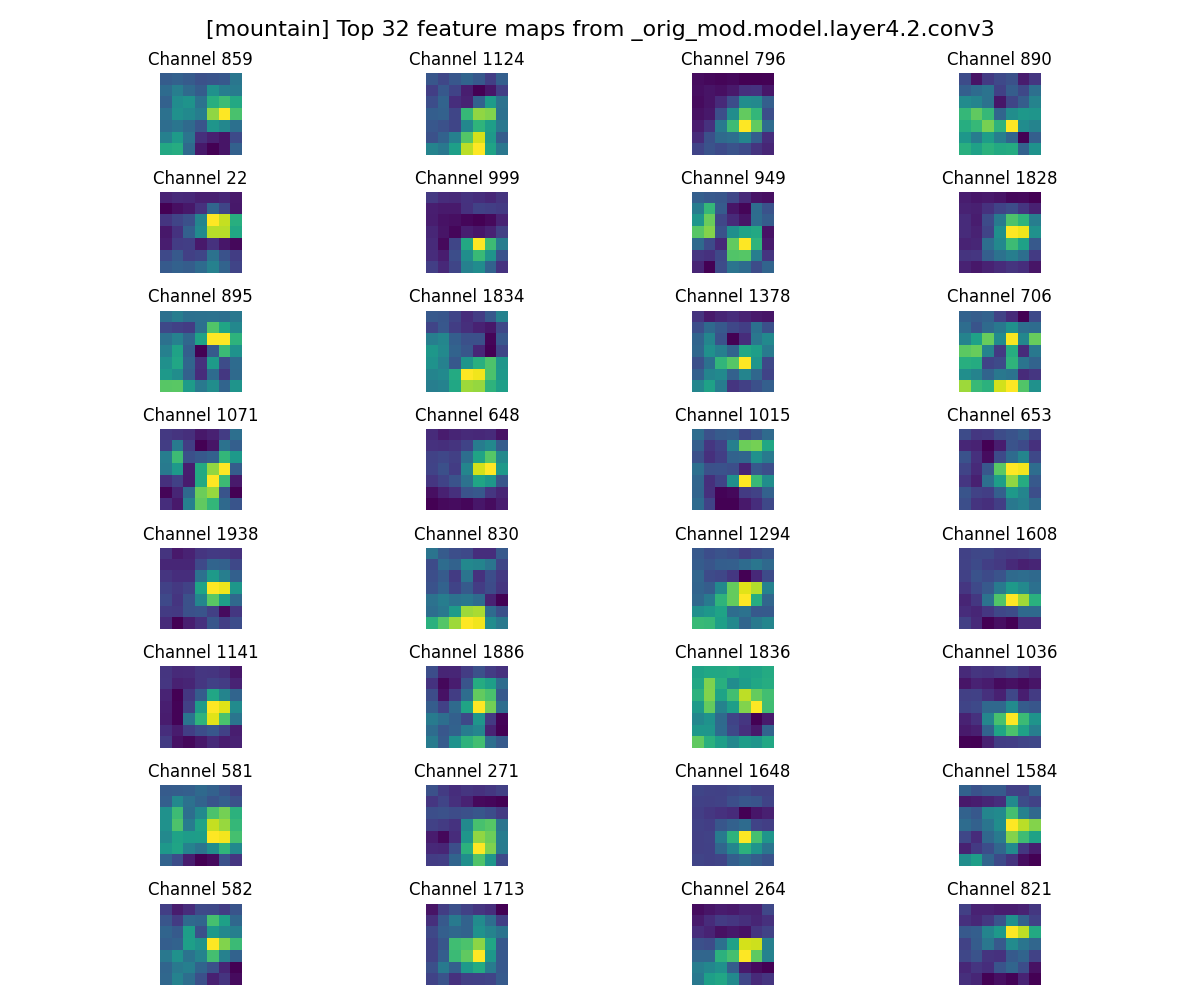 [mountain] Top 32 feature maps from _orig_mod.model.layer4.2.conv3
Channel 859 Channel 1124 Channel 796 Channel 890
Channel 22 Channel 999 Channel 949 Channel 1828
Channel 895 Channel 1834 Channel 1378 Channel 706
Channel 1071 Channel 648 Channel 1015 Channel 653
Channel 1938 Channel 830 Channel 1294 Channel 1608
Channel 1141 Channel 1886 Channel 1836 Channel 1036
Channel 581 Channel 271 Channel 1648 Channel 1584
Channel 582 Channel 1713 Channel 264 Channel 821